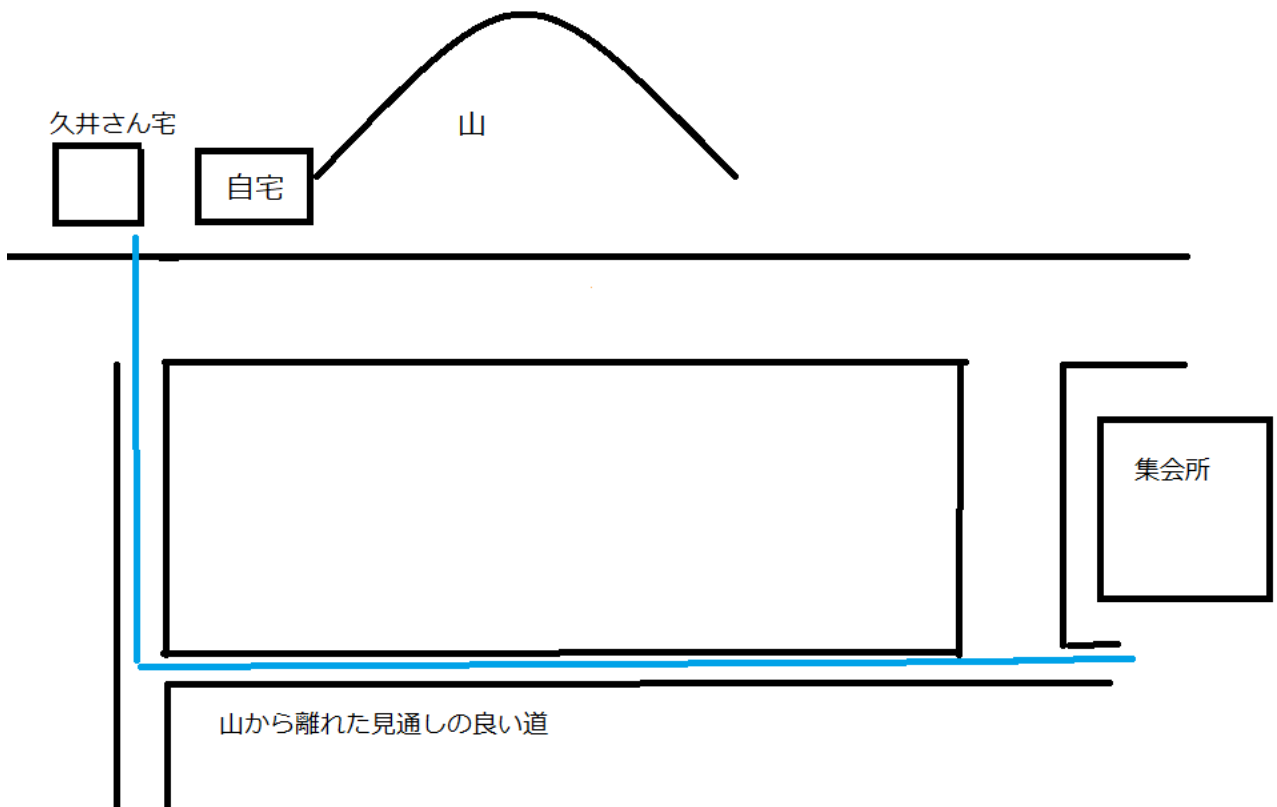 久井さん宅
山
自宅
集会所
山から離れた見通しの良い道